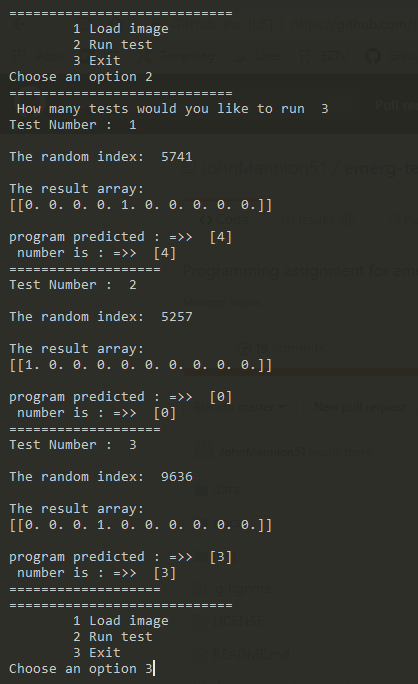 ============================
1 Load image
2 Run test
3 Exit
Choose an option 2
============================
How many tests would you like to run  3
Test Number :  1
The random index:  5741
The result array:
[[0. 0. 0. 0. 1. 0. 0. 0. 0. 0.]]
program predicted : =>>  [4]
number is : =>>  [4]
===================
Test Number :  2
The random index:  5257
The result array:
[[1. 0. 0. 0. 0. 0. 0. 0. 0. 0.]]
program predicted : =>>  [0]
number is : =>>  [0]
===================
Test Number :  3
The random index:  9636
The result array:
[[0. 0. 0. 1. 0. 0. 0. 0. 0. 0.]]
program predicted : =>>  [3]
number is : =>>  [3]
===================
============================
1 Load image
2 Run test
3 Exit
Choose an option 3